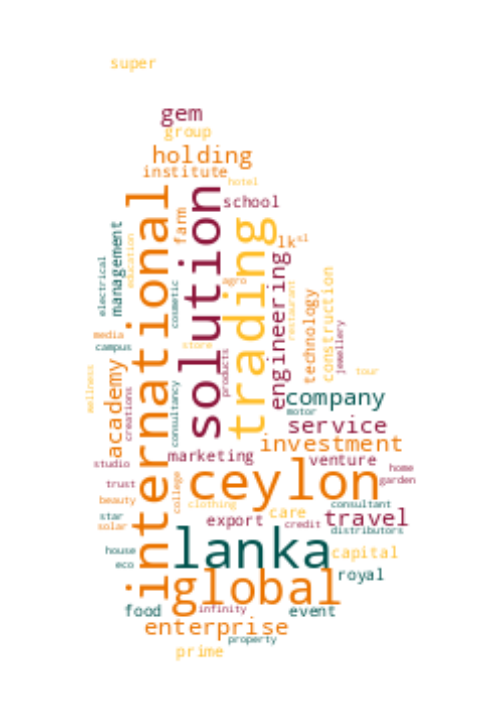 super
gem
group
holding
institute
hotel
international
solution
school
farm
trading
lk
sl
management
education
electrical
engineering
cosmetic
agro
restaurant
construction
technology
jewellery
media
campus
store
products
tour
wellness
academy
creations
consultancy
company
motor
service
investment
marketing
venture
studio
home
trust
college
ceylon
garden
beauty
clothing
consultant
star
care
solar
export
credit
travel
distributors
house
lanka
capital
eco
global
royal
food
infinity
event
enterprise
property
prime